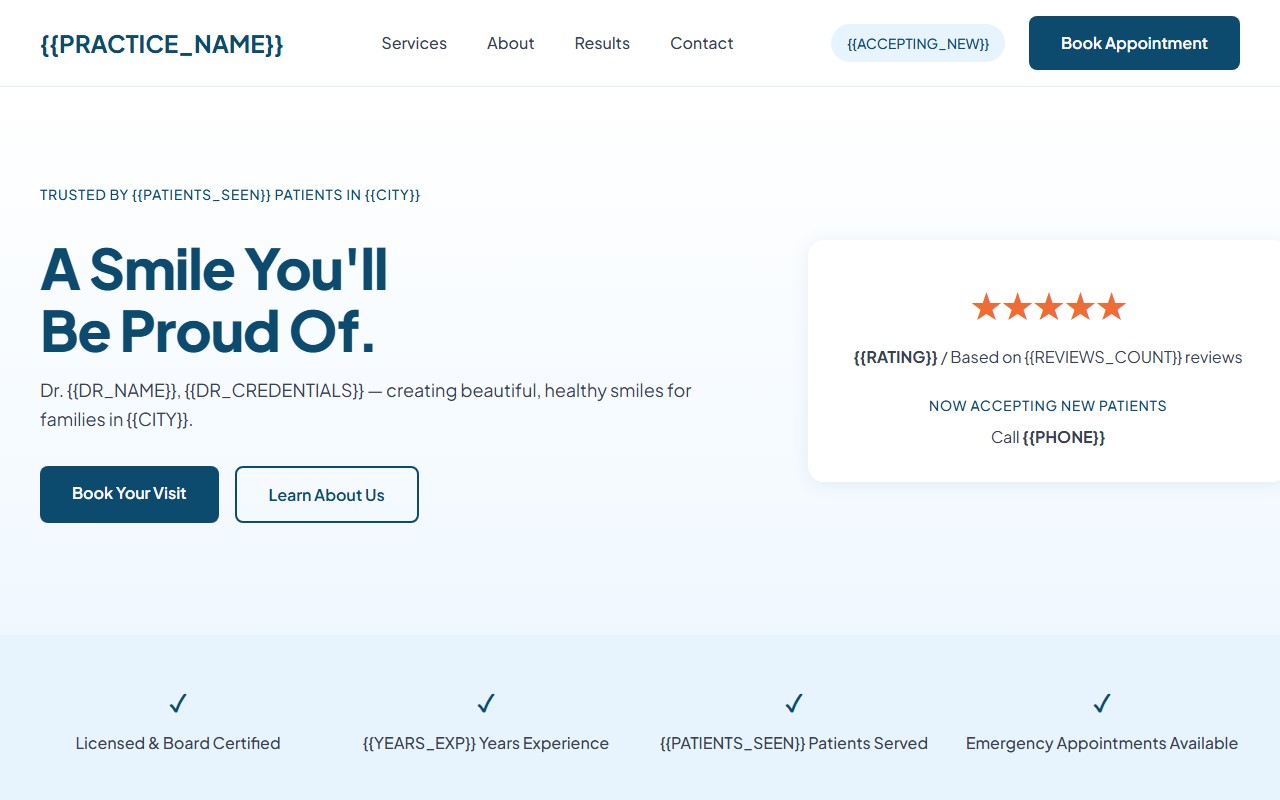 {{PRACTICE_NAME}}
Services
About
Results
Contact
{{ACCEPTING_NEW}}
Book Appointment
TRUSTED BY {{PATIENTS_SEEN}} PATIENTS IN {{CITY}}
A Smile You'll
Be Proud Of.
Dr. {{DR_NAME}}, {{DR_CREDENTIALS}} — creating beautiful, healthy smiles for
families in {{CITY}}.
Book Your Visit
Learn About Us
★★★★★
{{RATING}} / Based on {{REVIEWS_COUNT}} reviews
NOW ACCEPTING NEW PATIENTS
Call {{PHONE}}
✓
Licensed & Board Certified
✓
{{YEARS_EXP}} Years Experience
✓
{{PATIENTS_SEEN}} Patients Served
✓
Emergency Appointments Available